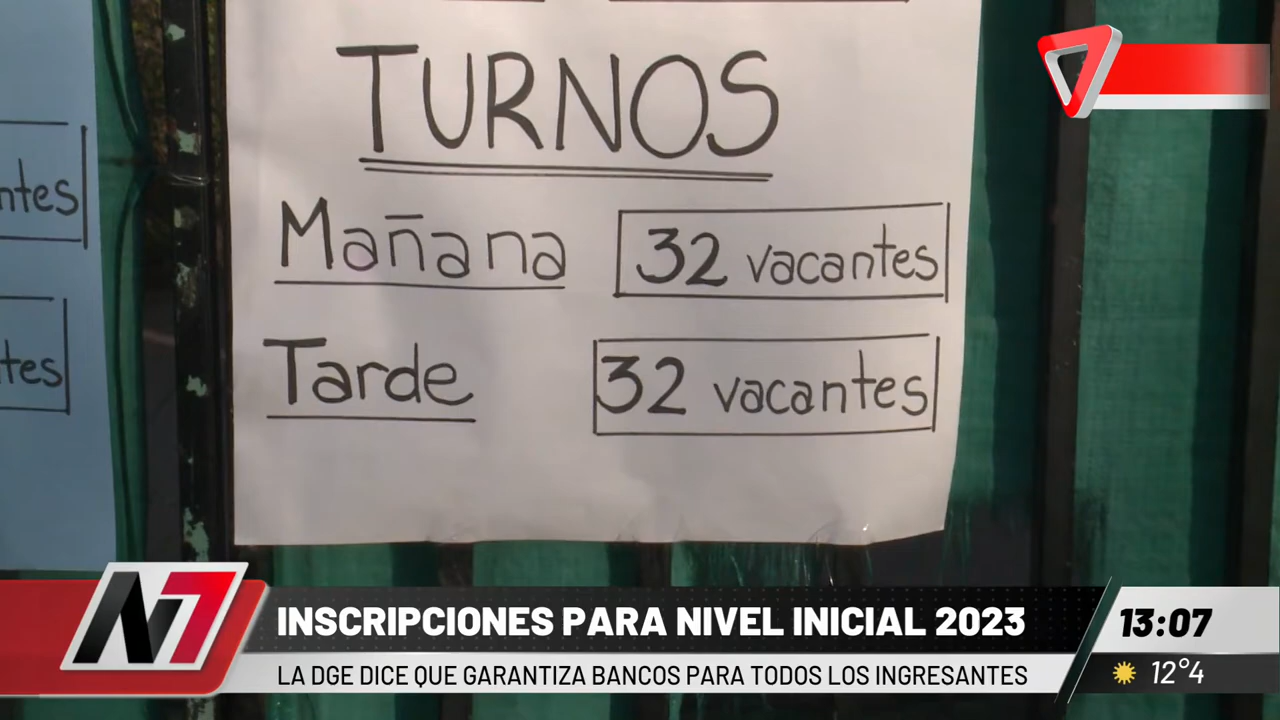 TURNOS
Mañana 32 vacantes
Tarde 32 vacantes
ntes
tes
N7
INSCRIPCIONES PARA NIVEL INICIAL 2023
LA DGE DICE QUE GARANTIZA BANCOS PARA TODOS LOS INGRESANTES
13:07
12°4